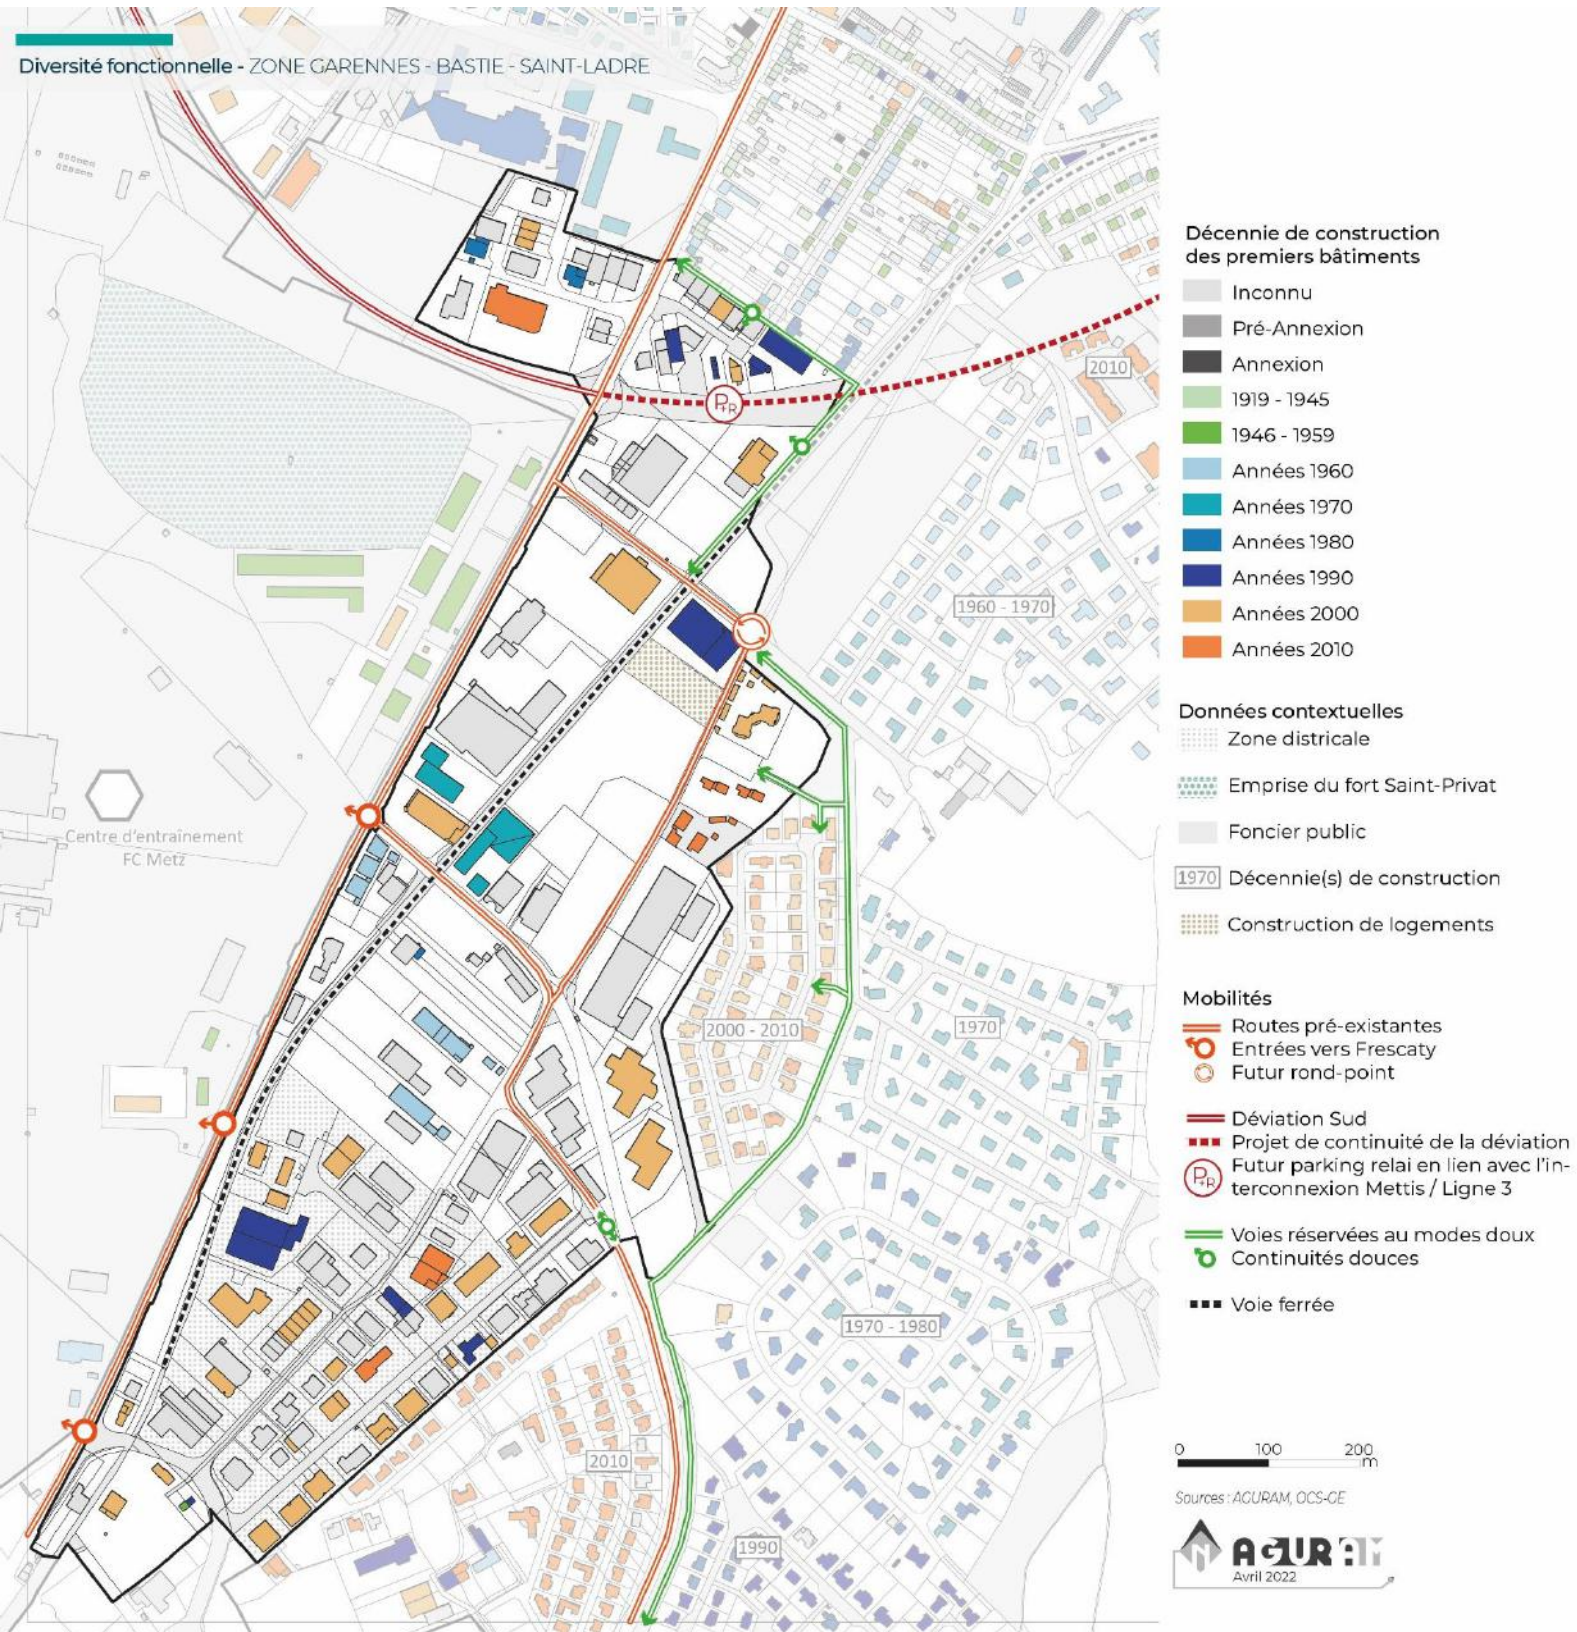 Diversité fonctionnelle - ZONE GARENNES - BASTIE - SAINT-LADRE
2010
P+R
1960 - 1970
Centre d'entraînement
FC Metz
2000 - 2010
1970
1970 - 1980
2010
1990
Décennie de construction
des premiers bâtiments
Inconnu
Pré-Annexion
Annexion
1919 - 1945
1946 - 1959
Années 1960
Années 1970
Années 1980
Années 1990
Années 2000
Années 2010
Données contextuelles
Zone districale
Emprise du fort Saint-Privat
Foncier public
1970 Décennie(s) de construction
Construction de logements
Mobilités
Routes pré-existantes
Entrées vers Frescaty
Futur rond-point
Déviation Sud
Projet de continuité de la déviation
P+R Futur parking relai en lien avec l'in-
terconnexion Mettis / Ligne 3
Voies réservées au modes doux
Continuités douces
Voie ferrée
0 100 200
m
Sources : AGURAM, OCS-GE
N AGURAM
Avril 2022